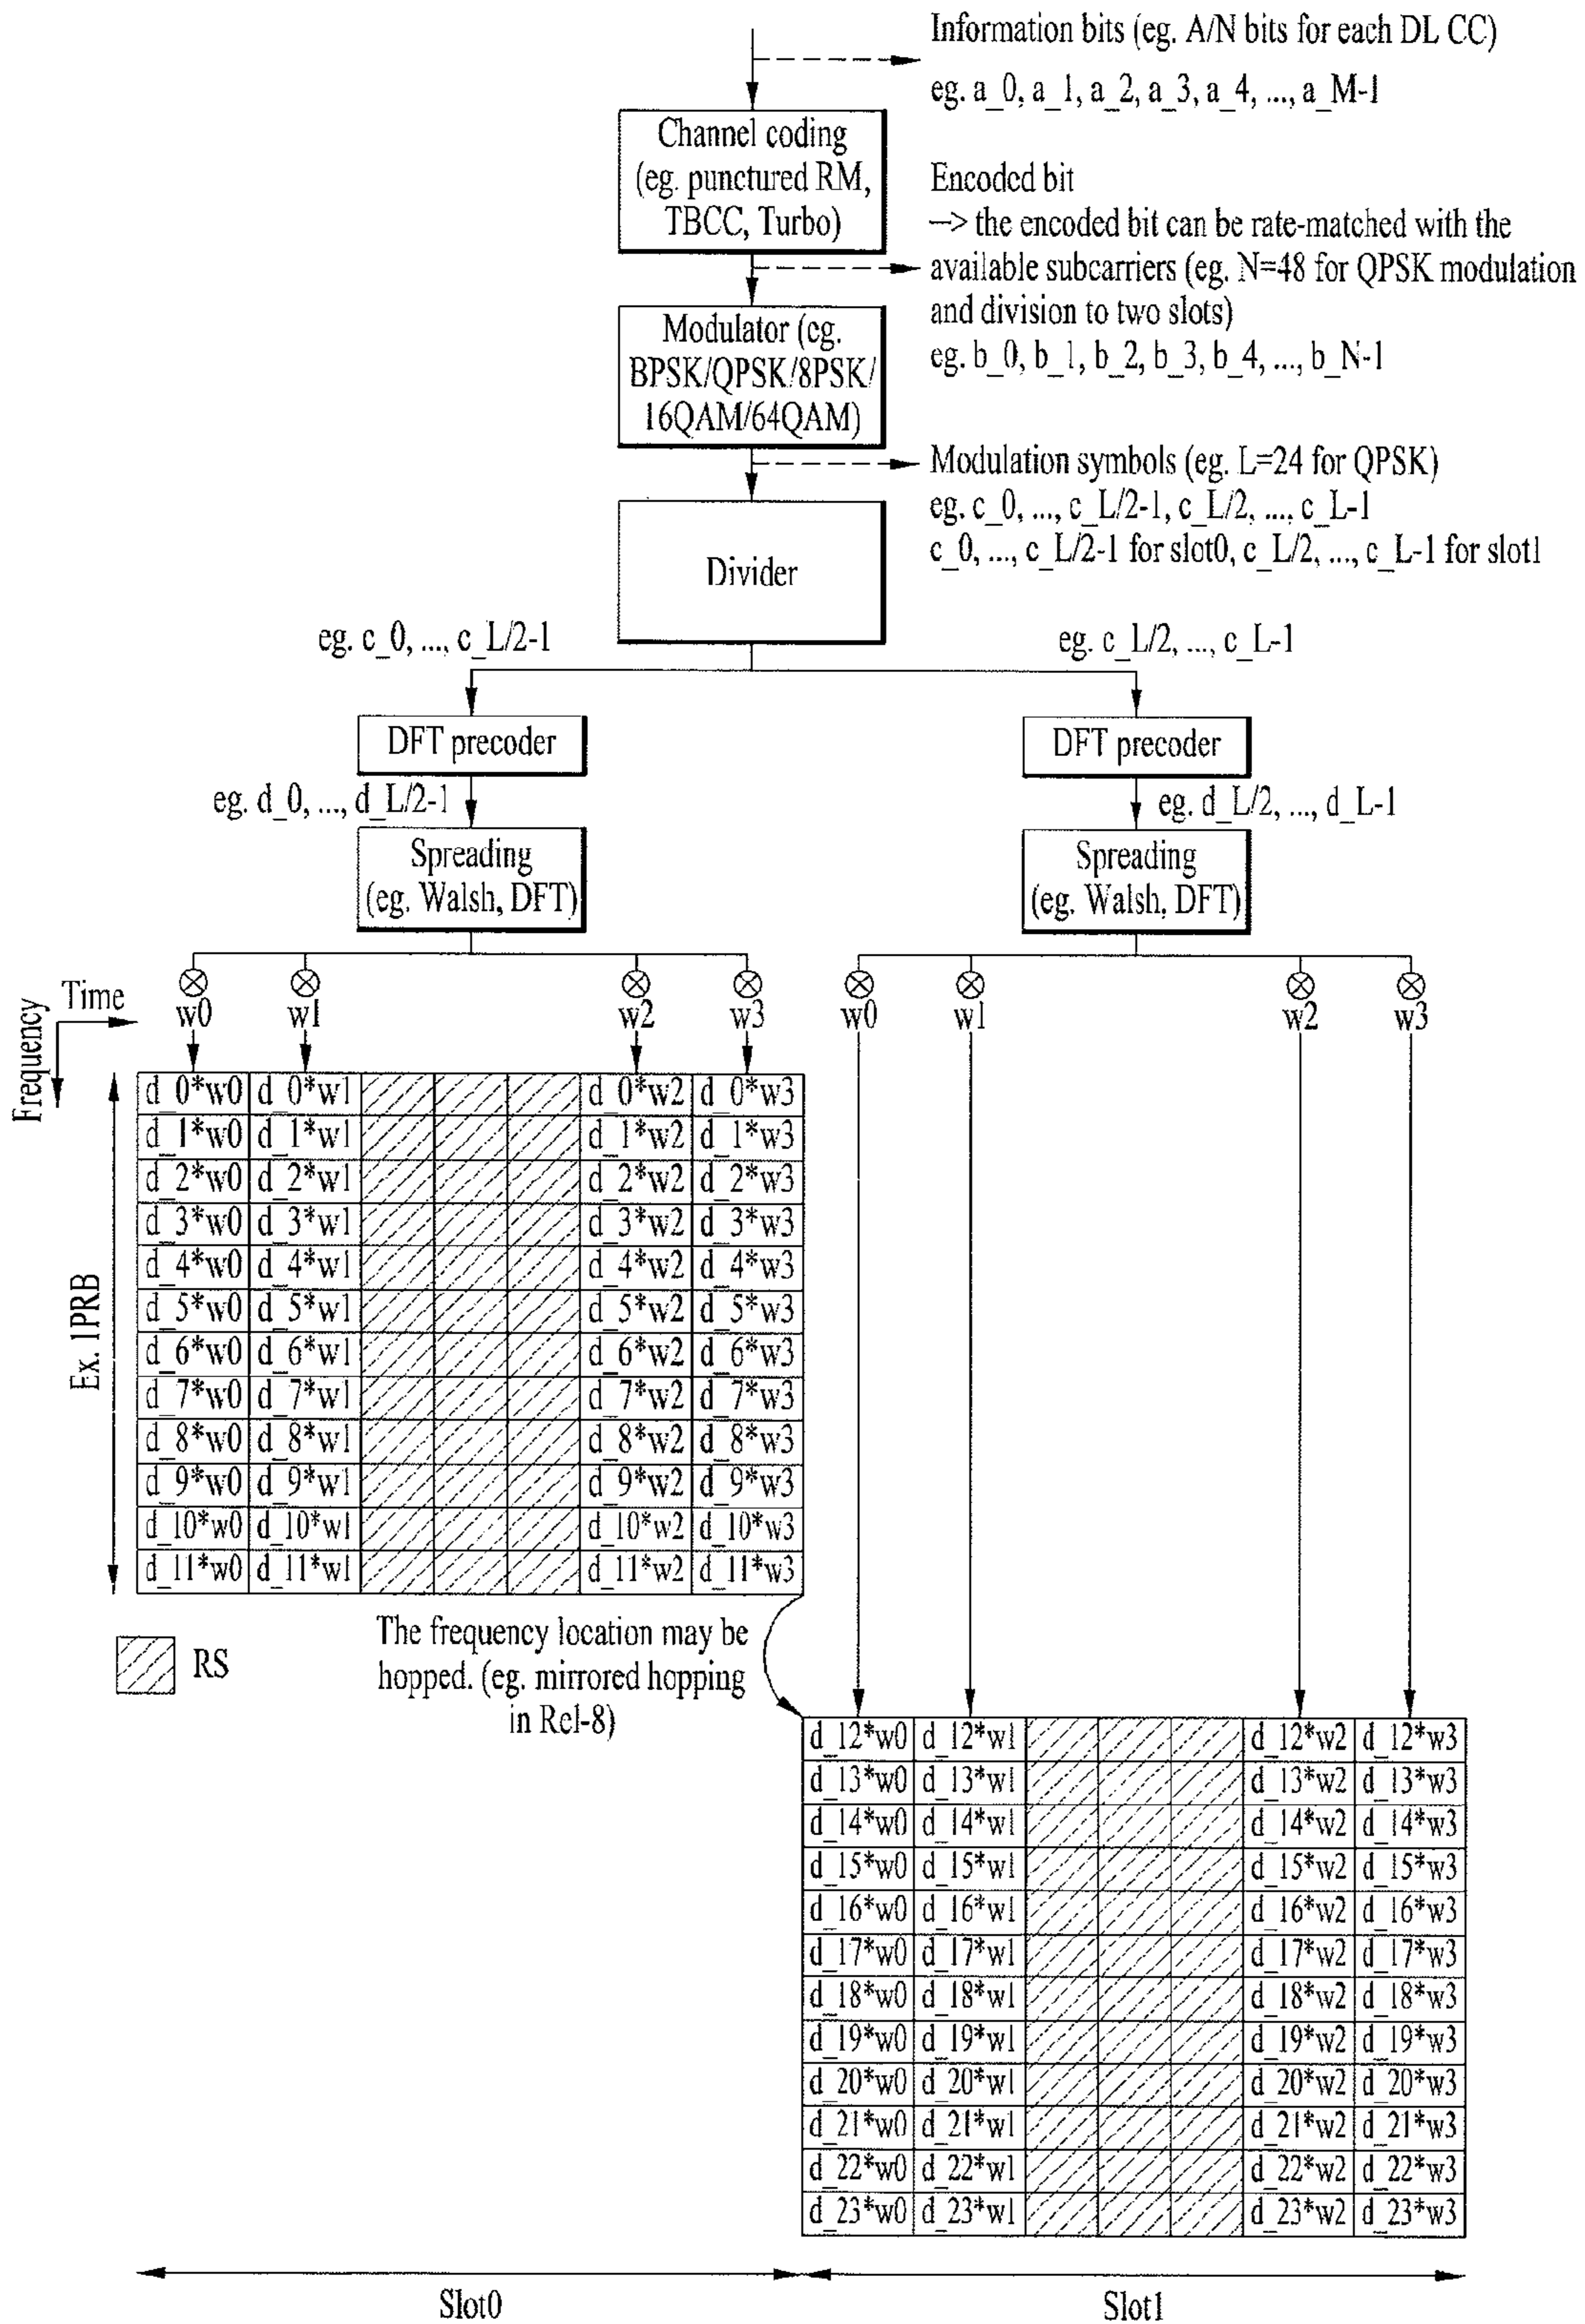 Information bits (eg. A/N bits for each DL CC)
eg. a_0, a_1, a_2, a_3, a_4, ..., a_M-1
Channel coding
(eg. punctured RM,
TBCC, Turbo)
Encoded bit
--> the encoded bit can be rate-matched with the
available subcarriers (eg. N=48 for QPSK modulation
and division to two slots)
eg. b_0, b_1, b_2, b_3, b_4, ..., b_N-1
Modulator (eg.
BPSK/QPSK/8PSK/
16QAM/64QAM)
Modulation symbols (eg. L=24 for QPSK)
eg. c_0, ..., c_L/2-1, c_L/2, ..., c_L-1
c_0, ..., c_L/2-1 for slot0, c_L/2, ..., c_L-1 for slot1
Divider
eg. c_0, ..., c_L/2-1
eg. c_L/2, ..., c_L-1
DFT precoder
DFT precoder
eg. d_0, ..., d_L/2-1
eg. d_L/2, ..., d_L-1
Spreading
(eg. Walsh, DFT)
Spreading
(eg. Walsh, DFT)
Time
Frequency
w0 w1 w2 w3 w0 w1 w2 w3
Ex. 1PRB
d_0*w0 d_0*w1 d_0*w2 d_0*w3
d_1*w0 d_1*w1 d_1*w2 d_1*w3
d_2*w0 d_2*w1 d_2*w2 d_2*w3
d_3*w0 d_3*w1 d_3*w2 d_3*w3
d_4*w0 d_4*w1 d_4*w2 d_4*w3
d_5*w0 d_5*w1 d_5*w2 d_5*w3
d_6*w0 d_6*w1 d_6*w2 d_6*w3
d_7*w0 d_7*w1 d_7*w2 d_7*w3
d_8*w0 d_8*w1 d_8*w2 d_8*w3
d_9*w0 d_9*w1 d_9*w2 d_9*w3
d_10*w0 d_10*w1 d_10*w2 d_10*w3
d_11*w0 d_11*w1 d_11*w2 d_11*w3
RS
The frequency location may be
hopped. (eg. mirrored hopping
in Rel-8)
d_12*w0 d_12*w1 d_12*w2 d_12*w3
d_13*w0 d_13*w1 d_13*w2 d_13*w3
d_14*w0 d_14*w1 d_14*w2 d_14*w3
d_15*w0 d_15*w1 d_15*w2 d_15*w3
d_16*w0 d_16*w1 d_16*w2 d_16*w3
d_17*w0 d_17*w1 d_17*w2 d_17*w3
d_18*w0 d_18*w1 d_18*w2 d_18*w3
d_19*w0 d_19*w1 d_19*w2 d_19*w3
d_20*w0 d_20*w1 d_20*w2 d_20*w3
d_21*w0 d_21*w1 d_21*w2 d_21*w3
d_22*w0 d_22*w1 d_22*w2 d_22*w3
d_23*w0 d_23*w1 d_23*w2 d_23*w3
Slot0
Slot1